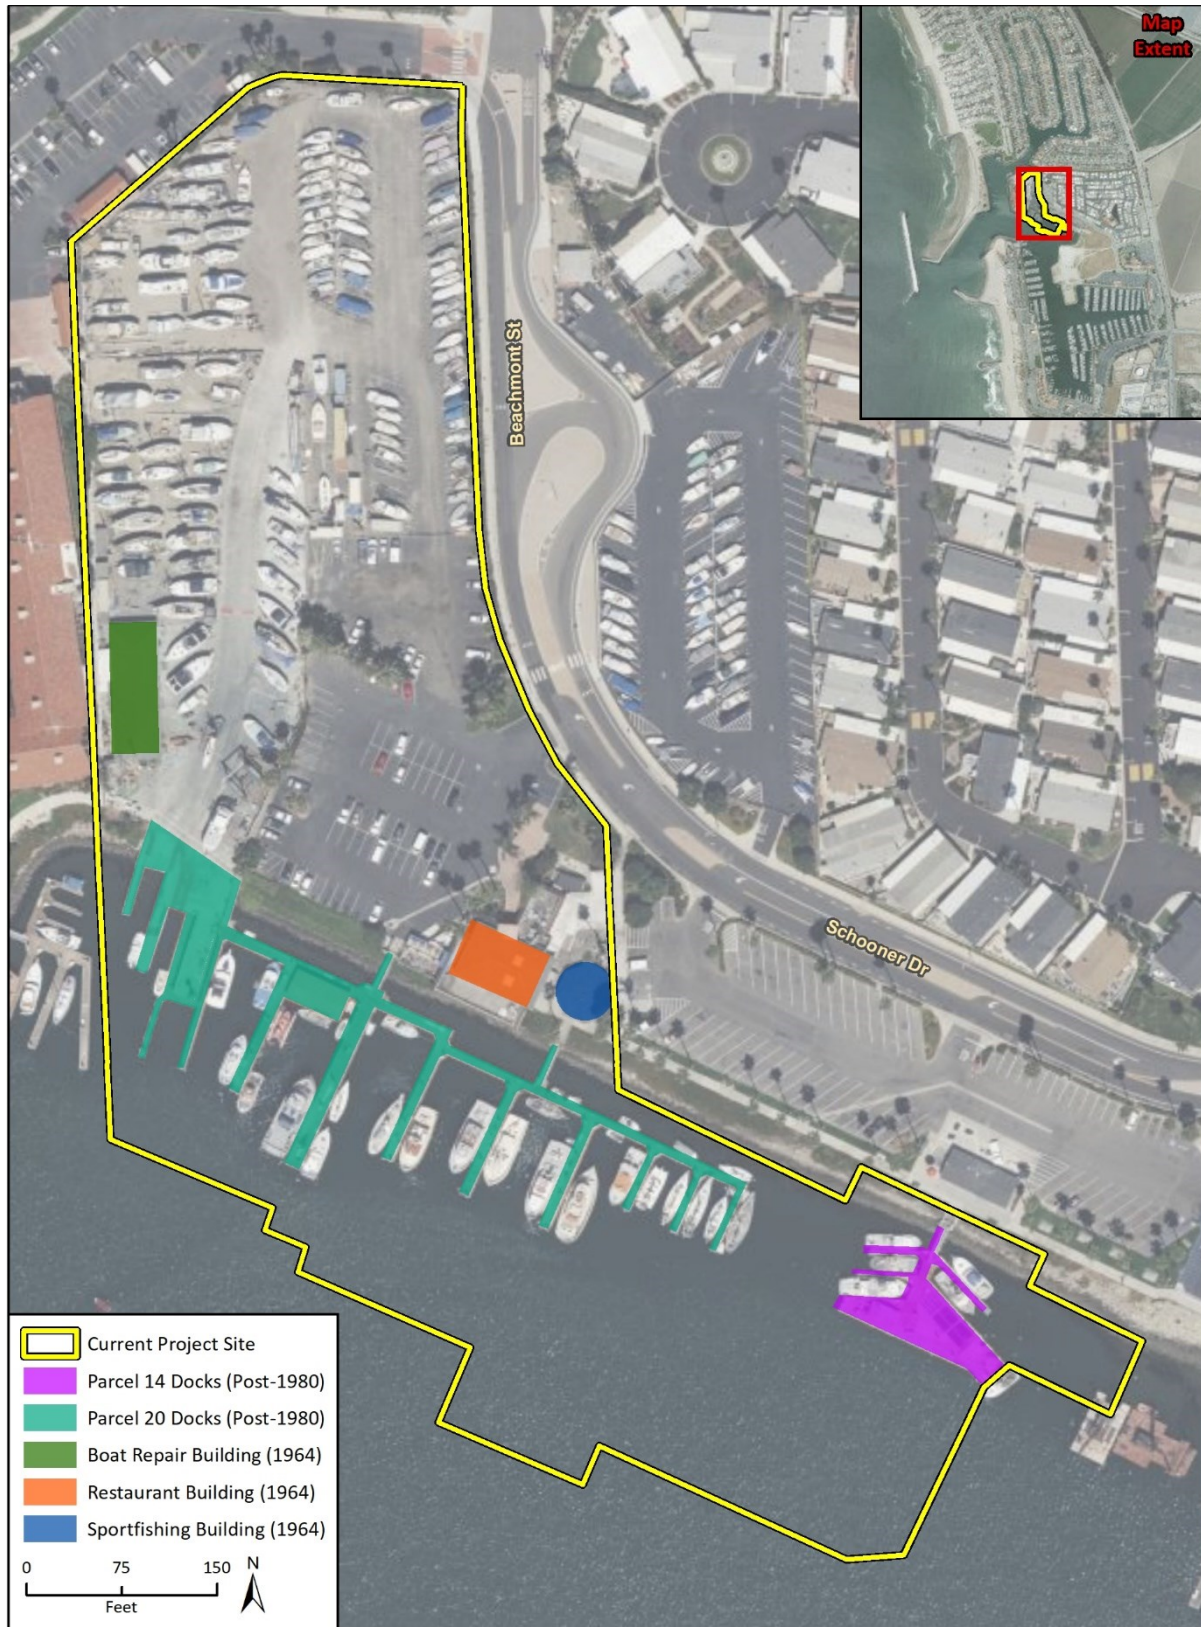 Map
Extent
Beachmont St
Schooner Dr
Current Project Site
Parcel 14 Docks (Post-1980)
Parcel 20 Docks (Post-1980)
Boat Repair Building (1964)
Restaurant Building (1964)
Sportfishing Building (1964)
0 75 150 N
Feet